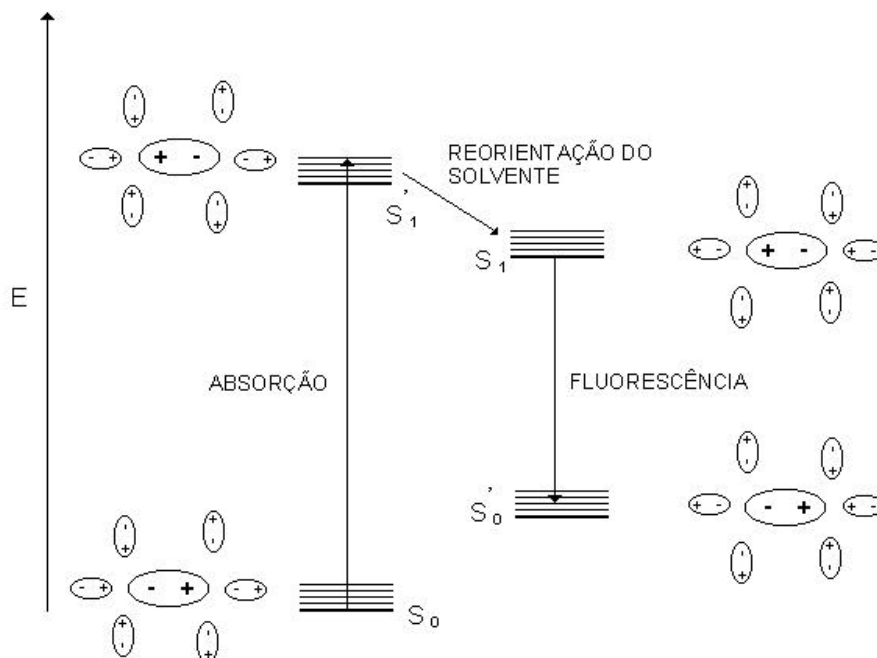 REORIENTAÇÃO DO
SOLVENTE
S'1
S1
E
ABSORÇÃO
FLUORESCÊNCIA
S'0
S0